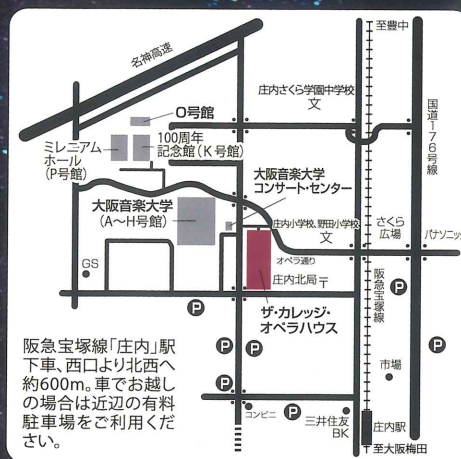 名神高速
至豊中
庄内さくら学園中学校
文
国道176号線
O号館
ミレニアム
ホール
(P号館)
100周年
記念館(K号館)
大阪音楽大学
コンサート・センター
大阪音楽大学
(A〜H号館)
庄内小学校、野田小学校
文
さくら
広場
パナソニック
オペラ通り
GS
庄内北局〒
阪急宝塚線
ザ・カレッジ・
オペラハウス
P
P
P P
P
P
阪急宝塚線「庄内」駅
下車、西口より北西へ
約600m。車でお越し
の場合は近辺の有料
駐車場をご利用くだ
さい。
市場
コンビニ
P
三井住友
BK
庄内駅
至大阪梅田